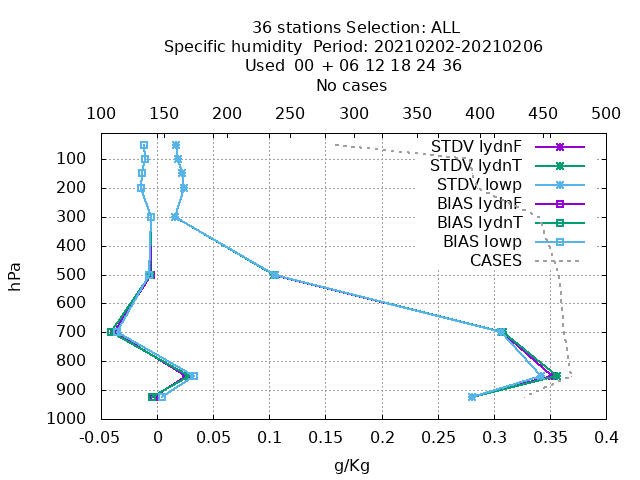 36 stations Selection: ALL
Specific humidity  Period: 20210202-20210206
Used  00 + 06 12 18 24 36
No cases
100 150 200 250 300 350 400 450 500
STDV lydnF
STDV lydnT
STDV lowp
BIAS lydnF
BIAS lydnT
BIAS lowp
CASES
hPa
100
200
300
400
500
600
700
800
900
1000
-0.05 0 0.05 0.1 0.15 0.2 0.25 0.3 0.35 0.4
g/Kg